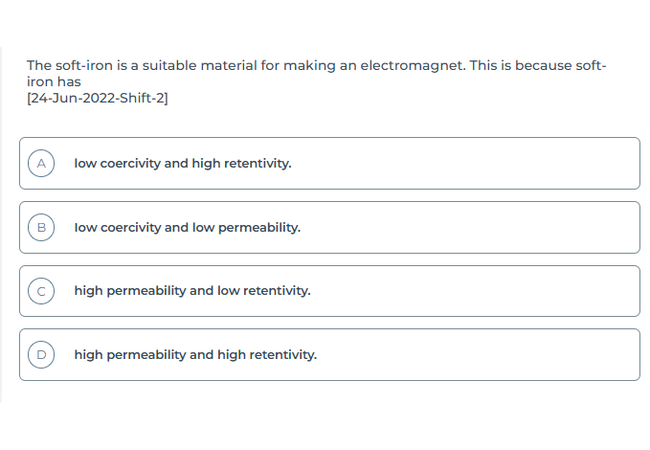 The soft-iron is a suitable material for making an electromagnet. This is because soft-
iron has
[24-Jun-2022-Shift-2]
A low coercivity and high retentivity.
B low coercivity and low permeability.
C high permeability and low retentivity.
D high permeability and high retentivity.